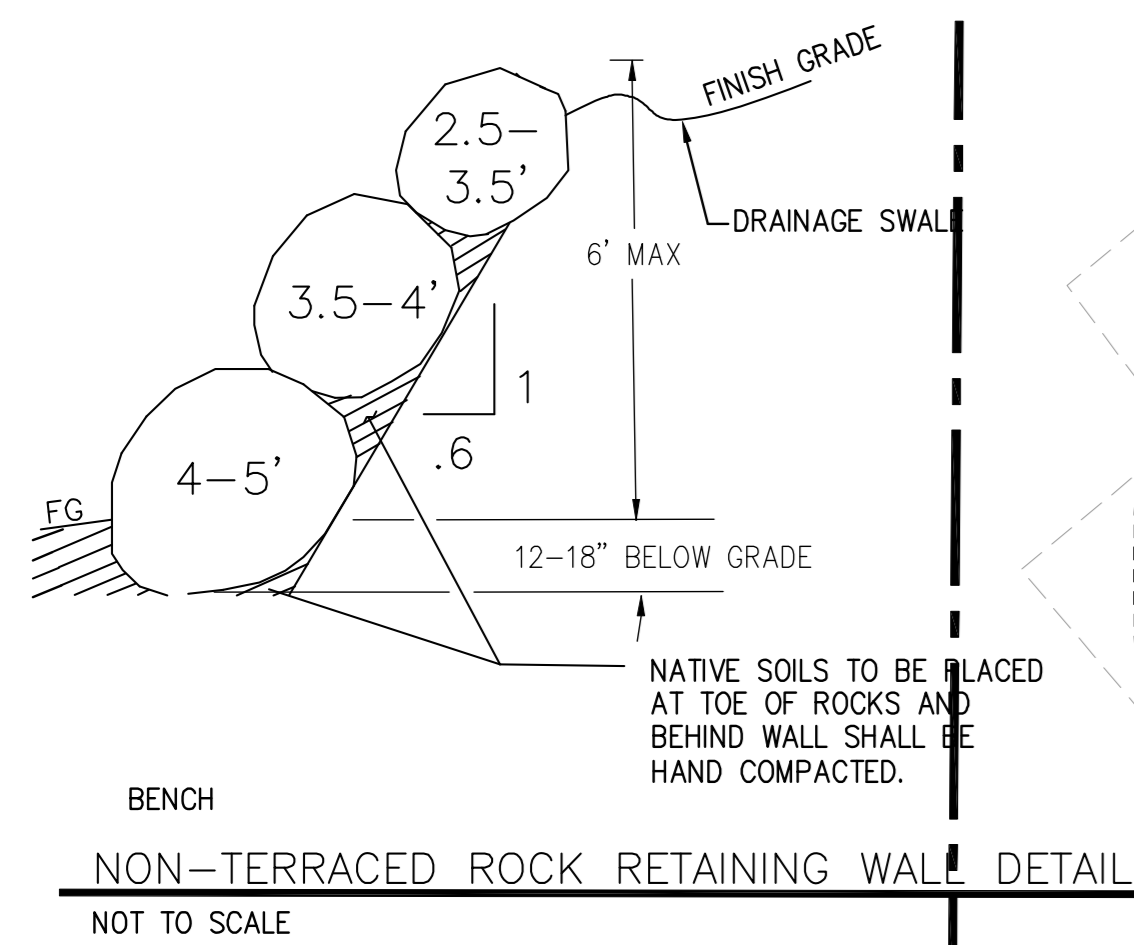 FINISH GRADE
2.5–
3.5’
DRAINAGE SWALE
6’ MAX
3.5–4’
1
.6
4–5’
FG
12–18” BELOW GRADE
NATIVE SOILS TO BE PLACED
AT TOE OF ROCKS AND
BEHIND WALL SHALL BE
HAND COMPACTED.
BENCH
NON–TERRACED ROCK RETAINING WALL DETAIL
NOT TO SCALE